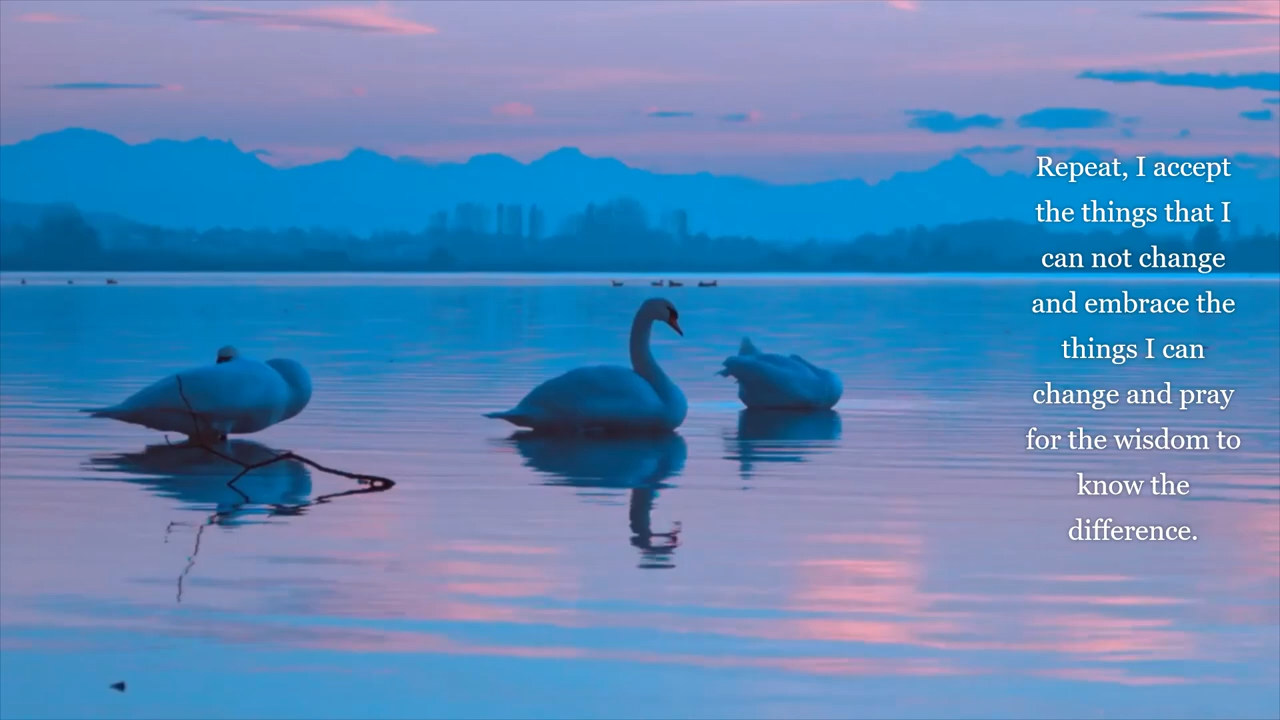 Repeat, I accept
the things that I
can not change
and embrace the
things I can
change and pray
for the wisdom to
know the
difference.